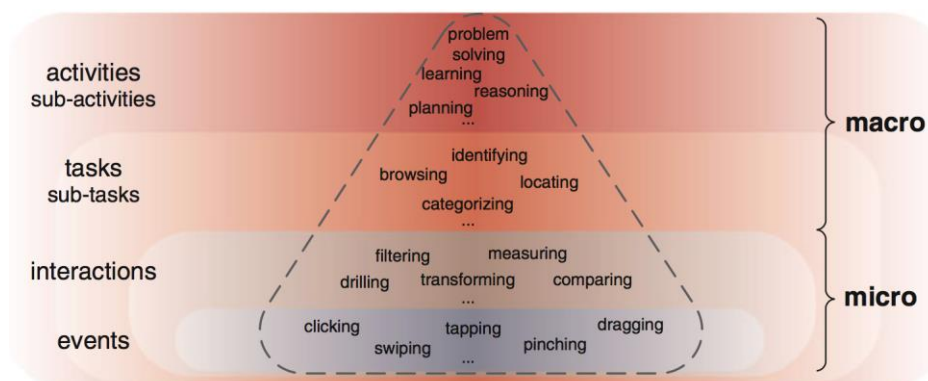 problem
solving
activities
learning
sub-activities
reasoning
planning
...
macro
identifying
tasks
browsing
locating
sub-tasks
categorizing
...
filtering
measuring
interactions
drilling
transforming
comparing
...
micro
clicking
tapping
dragging
events
swiping
pinching
...